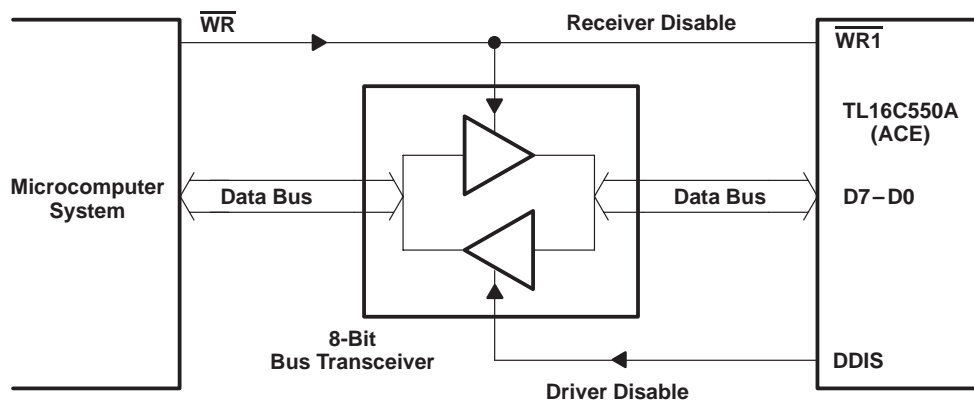 WR
Receiver Disable
WR1
TL16C550A
(ACE)
Microcomputer
System
Data Bus
Data Bus
D7–D0
8-Bit
Bus Transceiver
DDIS
Driver Disable